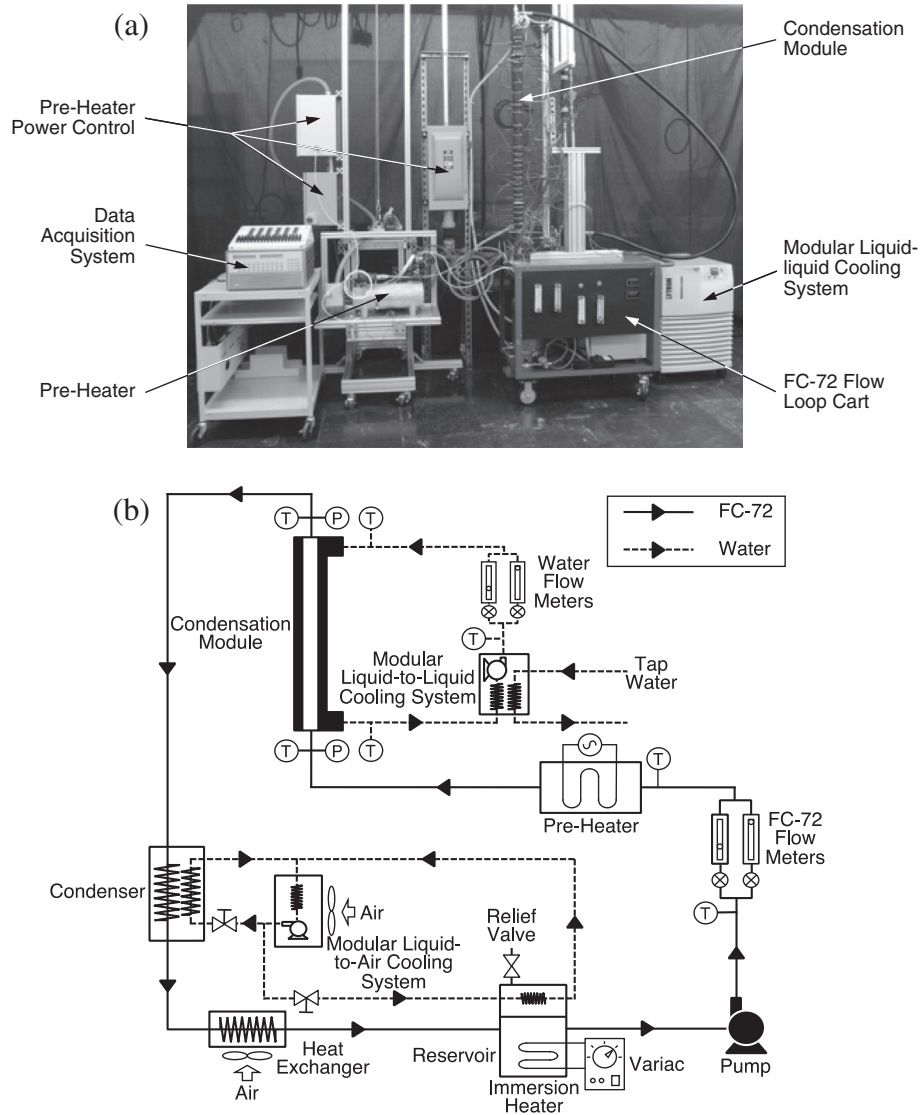 (a)
Condensation
Module
Pre-Heater
Power Control
Data
Acquisition
System
Modular Liquid-
liquid Cooling
System
Pre-Heater
FC-72 Flow
Loop Cart
(b)
FC-72
Water
T
P
T
Water
Flow
Meters
Condensation
Module
T
Modular
Liquid-to-Liquid
Cooling System
Tap
Water
T
P
T
T
Pre-Heater
FC-72
Flow
Meters
Condenser
Air
T
Relief
Valve
Modular Liquid-
to-Air Cooling
System
Heat
Exchanger
Air
Reservoir
Immersion
Heater
Variac
Pump